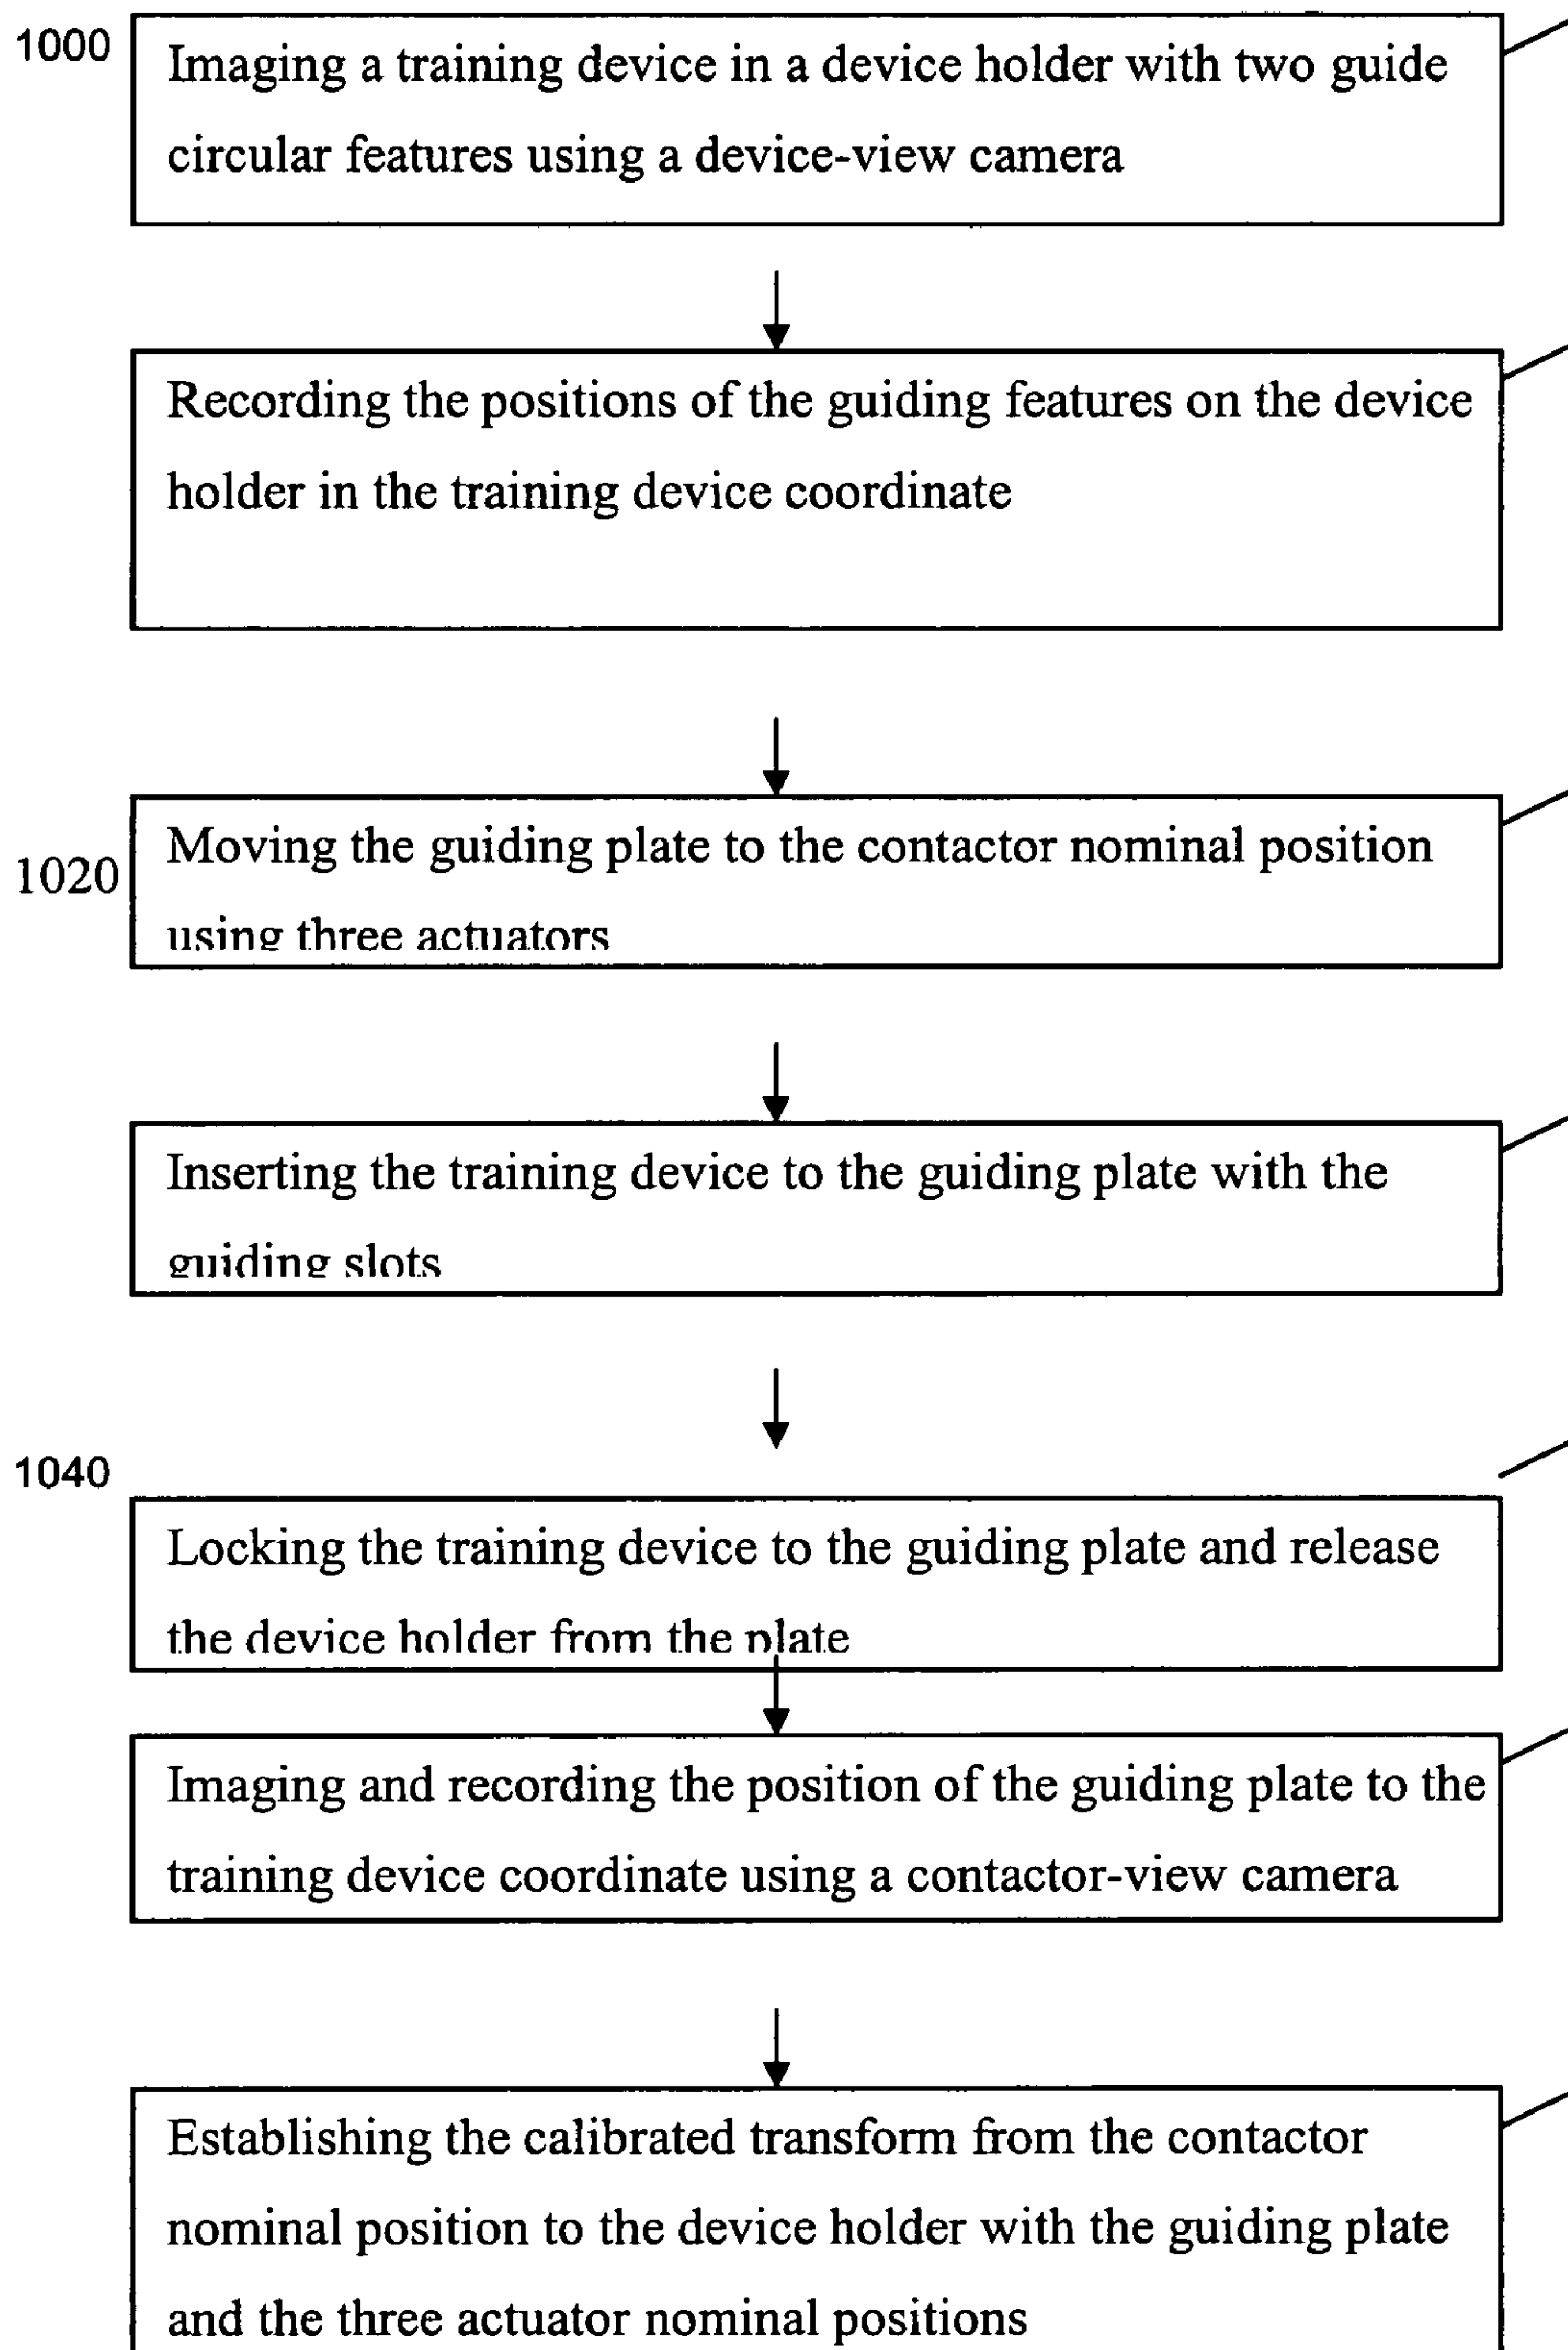 1000
Imaging a training device in a device holder with two guide
circular features using a device-view camera
Recording the positions of the guiding features on the device
holder in the training device coordinate
1020
Moving the guiding plate to the contactor nominal position
using three actuators
Inserting the training device to the guiding plate with the
guiding slots
1040
Locking the training device to the guiding plate and release
the device holder from the plate
Imaging and recording the position of the guiding plate to the
training device coordinate using a contactor-view camera
Establishing the calibrated transform from the contactor
nominal position to the device holder with the guiding plate
and the three actuator nominal positions